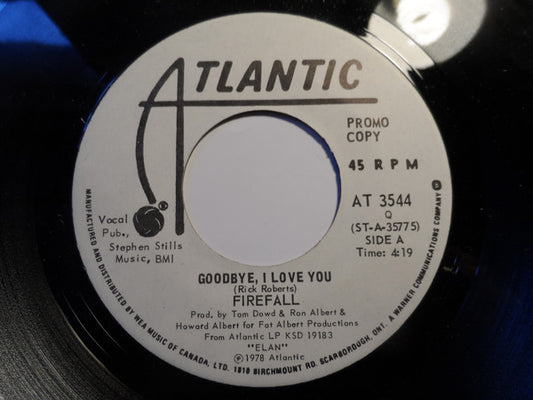 ATLANTIC
PROMO
COPY
45 RPM
AT 3544
Q
(ST-A-35775)
SIDE A
Time: 4:19
Vocal
Pub.,
Stephen Stills
Music, BMI
GOODBYE, I LOVE YOU
(Rick Roberts)
FIREFALL
Prod. by Tom Dowd & Ron Albert &
Howard Albert for Fat Albert Productions
From Atlantic LP KSD 19183
"ELAN"
℗1978 Atlantic
MANUFACTURED AND DISTRIBUTED BY WEA MUSIC OF CANADA, LTD. 1810 BIRCHMOUNT RD. SCARBOROUGH, ONT. A WARNER COMMUNICATIONS COMPANY